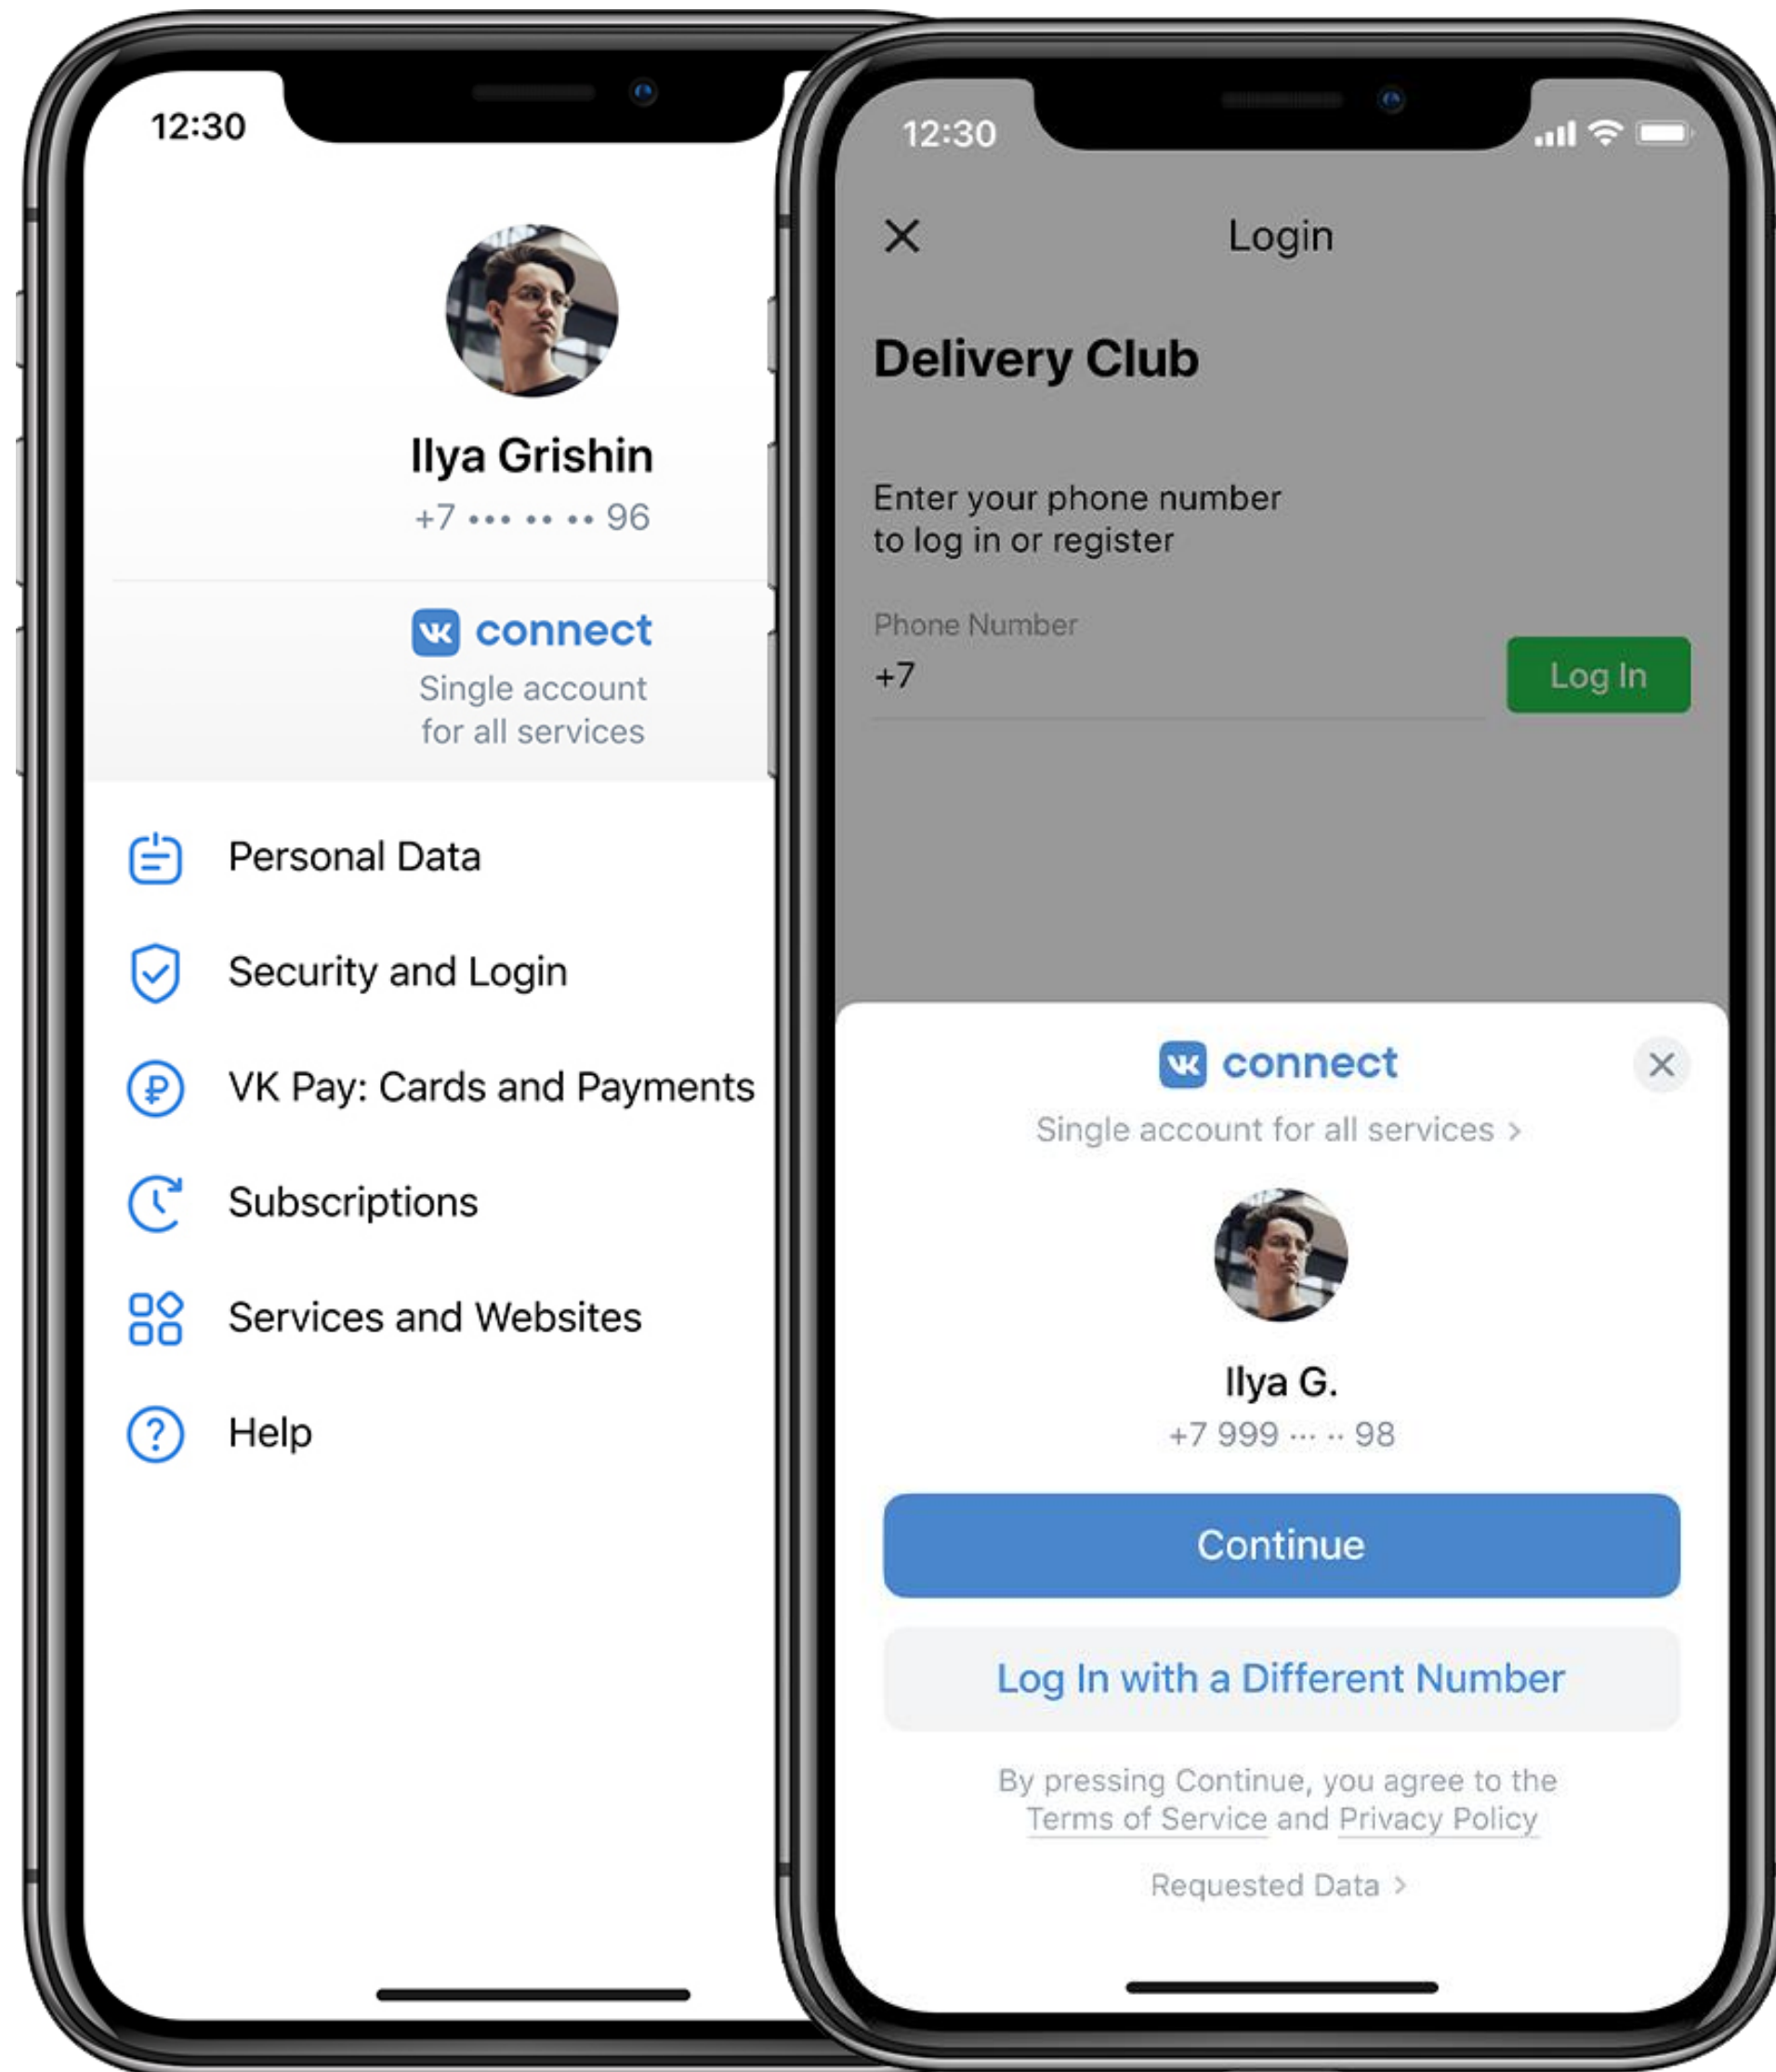 12:30
Ilya Grishin
+7 ••• •• •• 96
VK connect
Single account
for all services
Personal Data
Security and Login
VK Pay: Cards and Payments
Subscriptions
Services and Websites
Help
12:30
Login
Delivery Club
Enter your phone number
to log in or register
Phone Number
+7
Log In
VK connect
Single account for all services >
Ilya G.
+7 999 ··· ·· 98
Continue
Log In with a Different Number
By pressing Continue, you agree to the
Terms of Service and Privacy Policy
Requested Data >